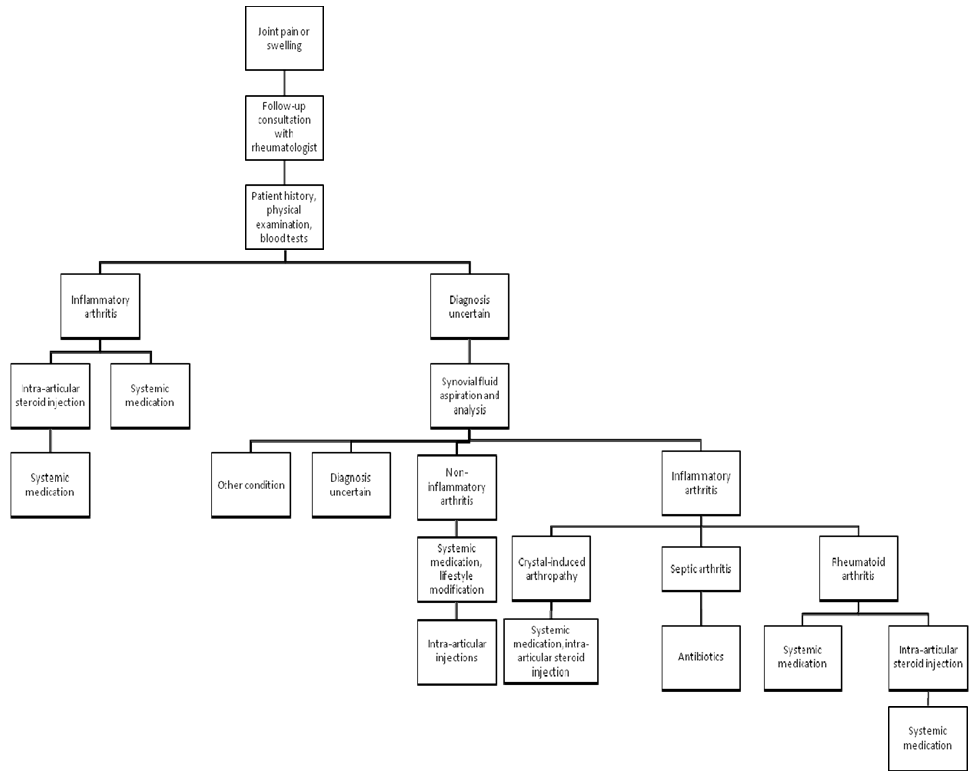 Joint pain or
swelling
Follow-up
consultation
with
rheumatologist
Patient history,
physical
examination,
blood tests
Inflammatory
arthritis
Diagnosis
uncertain
Intra-articular
steroid injection
Systemic
medication
Synovial fluid
aspiration and
analysis
Systemic
medication
Other condition
Diagnosis
uncertain
Non-
inflammatory
arthritis
Inflammatory
arthritis
Systemic
medication,
lifestyle
modification
Crystal-induced
arthropathy
Septic arthritis
Rheumatoid
arthritis
Intra-articular
injections
Systemic
medication, intra-
articular steroid
injection
Antibiotics
Systemic
medication
Intra-articular
steroid injection
Systemic
medication